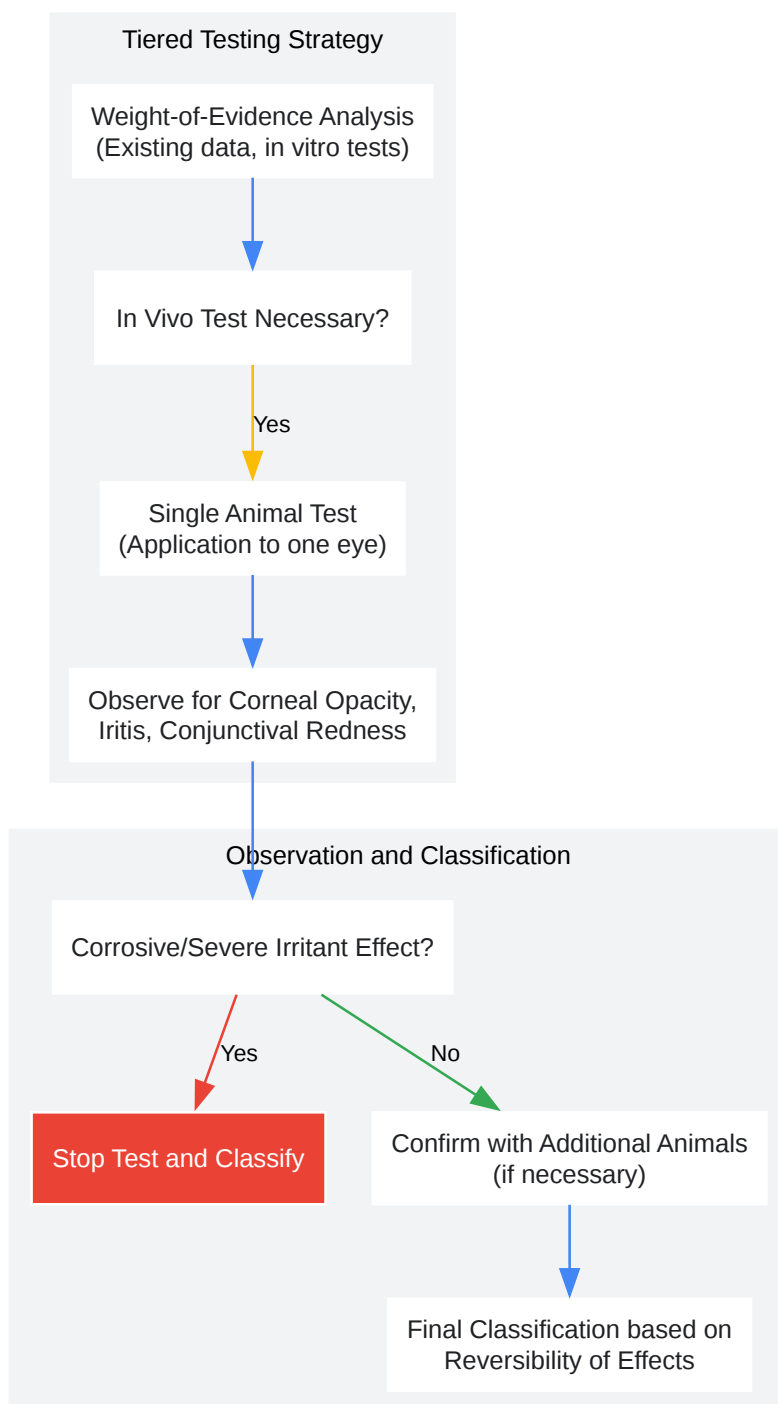 Tiered Testing Strategy
Weight-of-Evidence Analysis
(Existing data, in vitro tests)
In Vivo Test Necessary?
Yes
Single Animal Test
(Application to one eye)
Observe for Corneal Opacity,
Iritis, Conjunctival Redness
Observation and Classification
Corrosive/Severe Irritant Effect?
Yes
No
Stop Test and Classify
Confirm with Additional Animals
(if necessary)
Final Classification based on
Reversibility of Effects